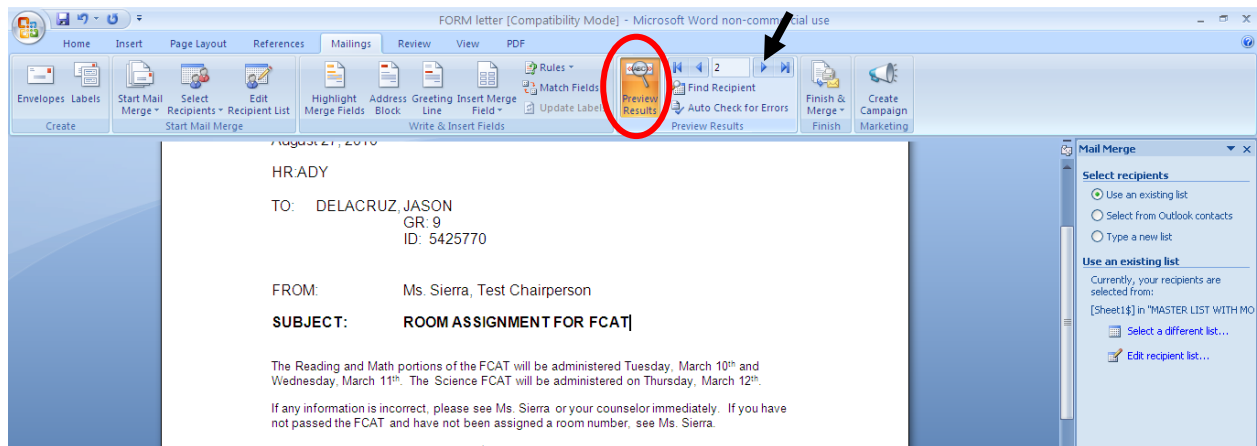 FORM letter [Compatibility Mode] - Microsoft Word non-commercial use
Home Insert Page Layout References Mailings Review View PDF
Envelopes Labels
Create
Start Mail Merge
Select Recipients
Edit Recipient List
Start Mail Merge
Highlight Merge Fields
Address Block
Greeting Line
Insert Merge Field
Rules
Match Fields
Update Labels
Write & Insert Fields
«ABC»
Preview Results
2
Find Recipient
Auto Check for Errors
Preview Results
Finish & Merge
Finish
Create Campaign
Marketing
August 27, 2010
HR:ADY
TO: DELACRUZ, JASON
GR: 9
ID: 5425770
FROM: Ms. Sierra, Test Chairperson
SUBJECT: ROOM ASSIGNMENT FOR FCAT
The Reading and Math portions of the FCAT will be administered Tuesday, March 10th and
Wednesday, March 11th. The Science FCAT will be administered on Thursday, March 12th.
If any information is incorrect, please see Ms. Sierra or your counselor immediately. If you have
not passed the FCAT and have not been assigned a room number, see Ms. Sierra.
Mail Merge
Select recipients
Use an existing list
Select from Outlook contacts
Type a new list
Use an existing list
Currently, your recipients are
selected from:
[Sheet1$] in "MASTER LIST WITH MO
Select a different list...
Edit recipient list...